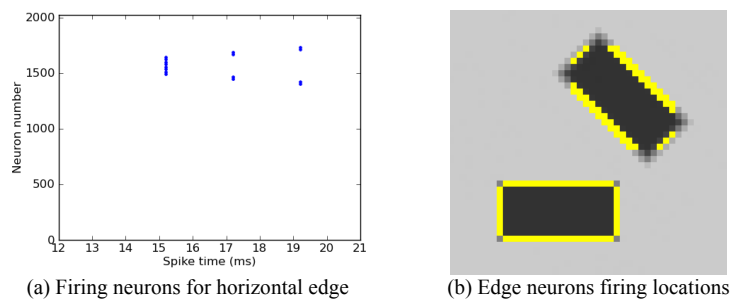 2000
1500
1000
500
0
Neuron number
12 13 14 15 16 17 18 19 20 21
Spike time (ms)
(a) Firing neurons for horizontal edge
(b) Edge neurons firing locations